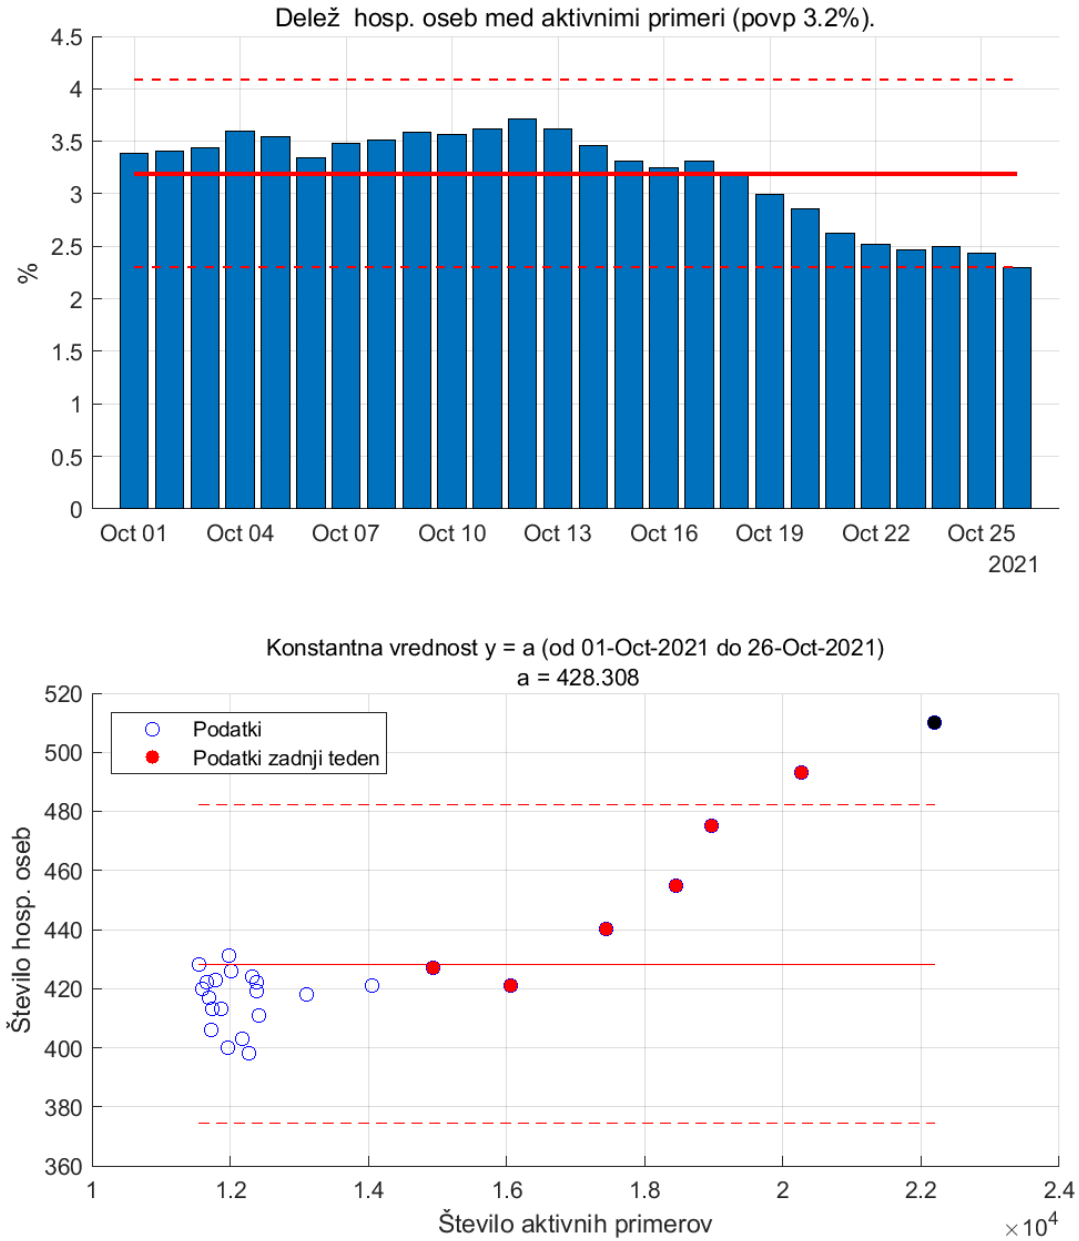 Delež hosp. oseb med aktivnimi primeri (povp 3.2%).
4.5
4
3.5
3
2.5
2
1.5
1
0.5
0
%
Oct 01 Oct 04 Oct 07 Oct 10 Oct 13 Oct 16 Oct 19 Oct 22 Oct 25
2021
Konstantna vrednost y = a (od 01-Oct-2021 do 26-Oct-2021)
a = 428.308
520
500
480
460
440
420
400
380
360
Število hosp. oseb
Podatki
Podatki zadnji teden
1 1.2 1.4 1.6 1.8 2 2.2 2.4
Število aktivnih primerov
×10⁴